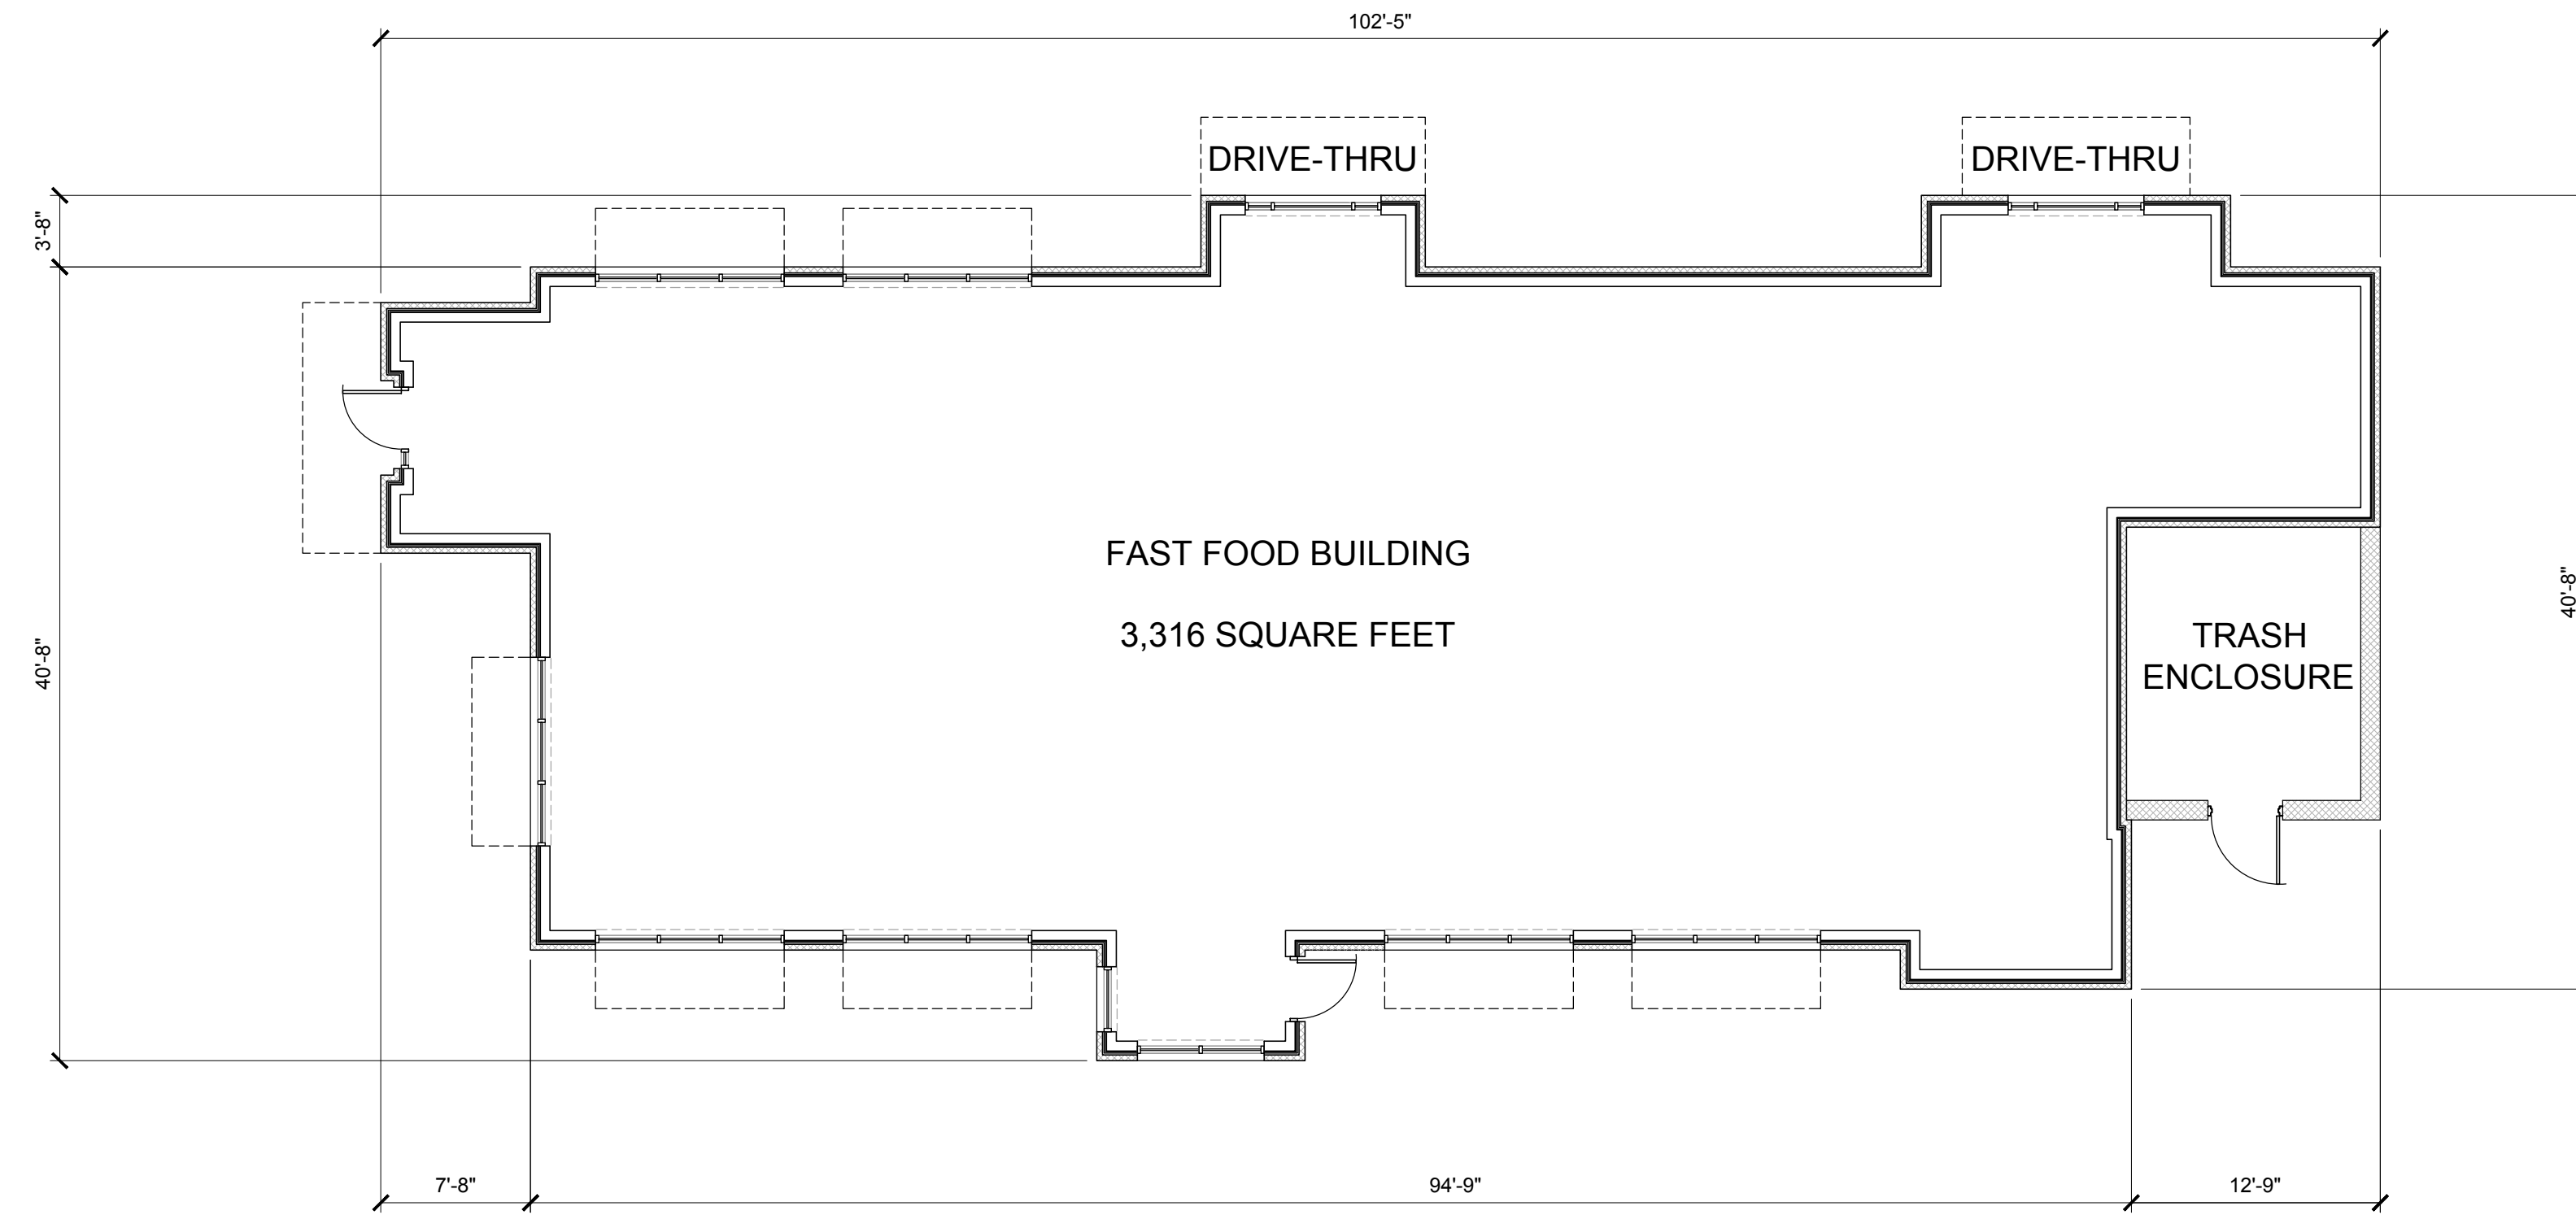 102'-5"
DRIVE-THRU
DRIVE-THRU
3'-8"
40'-8"
40'-8"
FAST FOOD BUILDING
3,316 SQUARE FEET
TRASH
ENCLOSURE
7'-8"
94'-9"
12'-9"